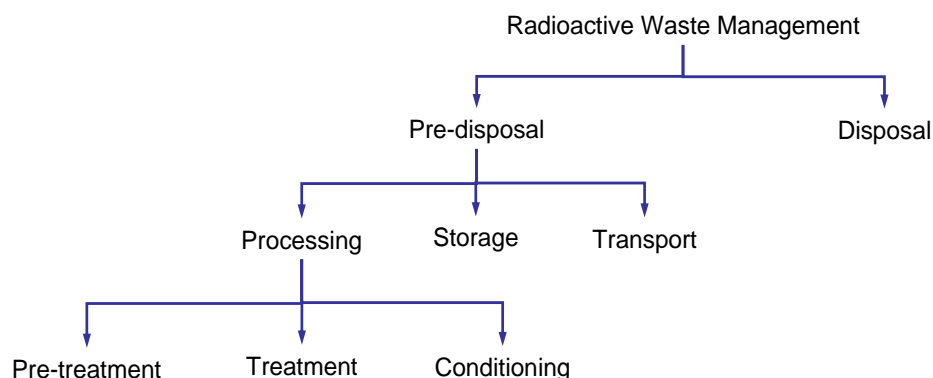 Radioactive Waste Management
Pre-disposal
Disposal
Processing
Storage
Transport
Pre-treatment
Treatment
Conditioning